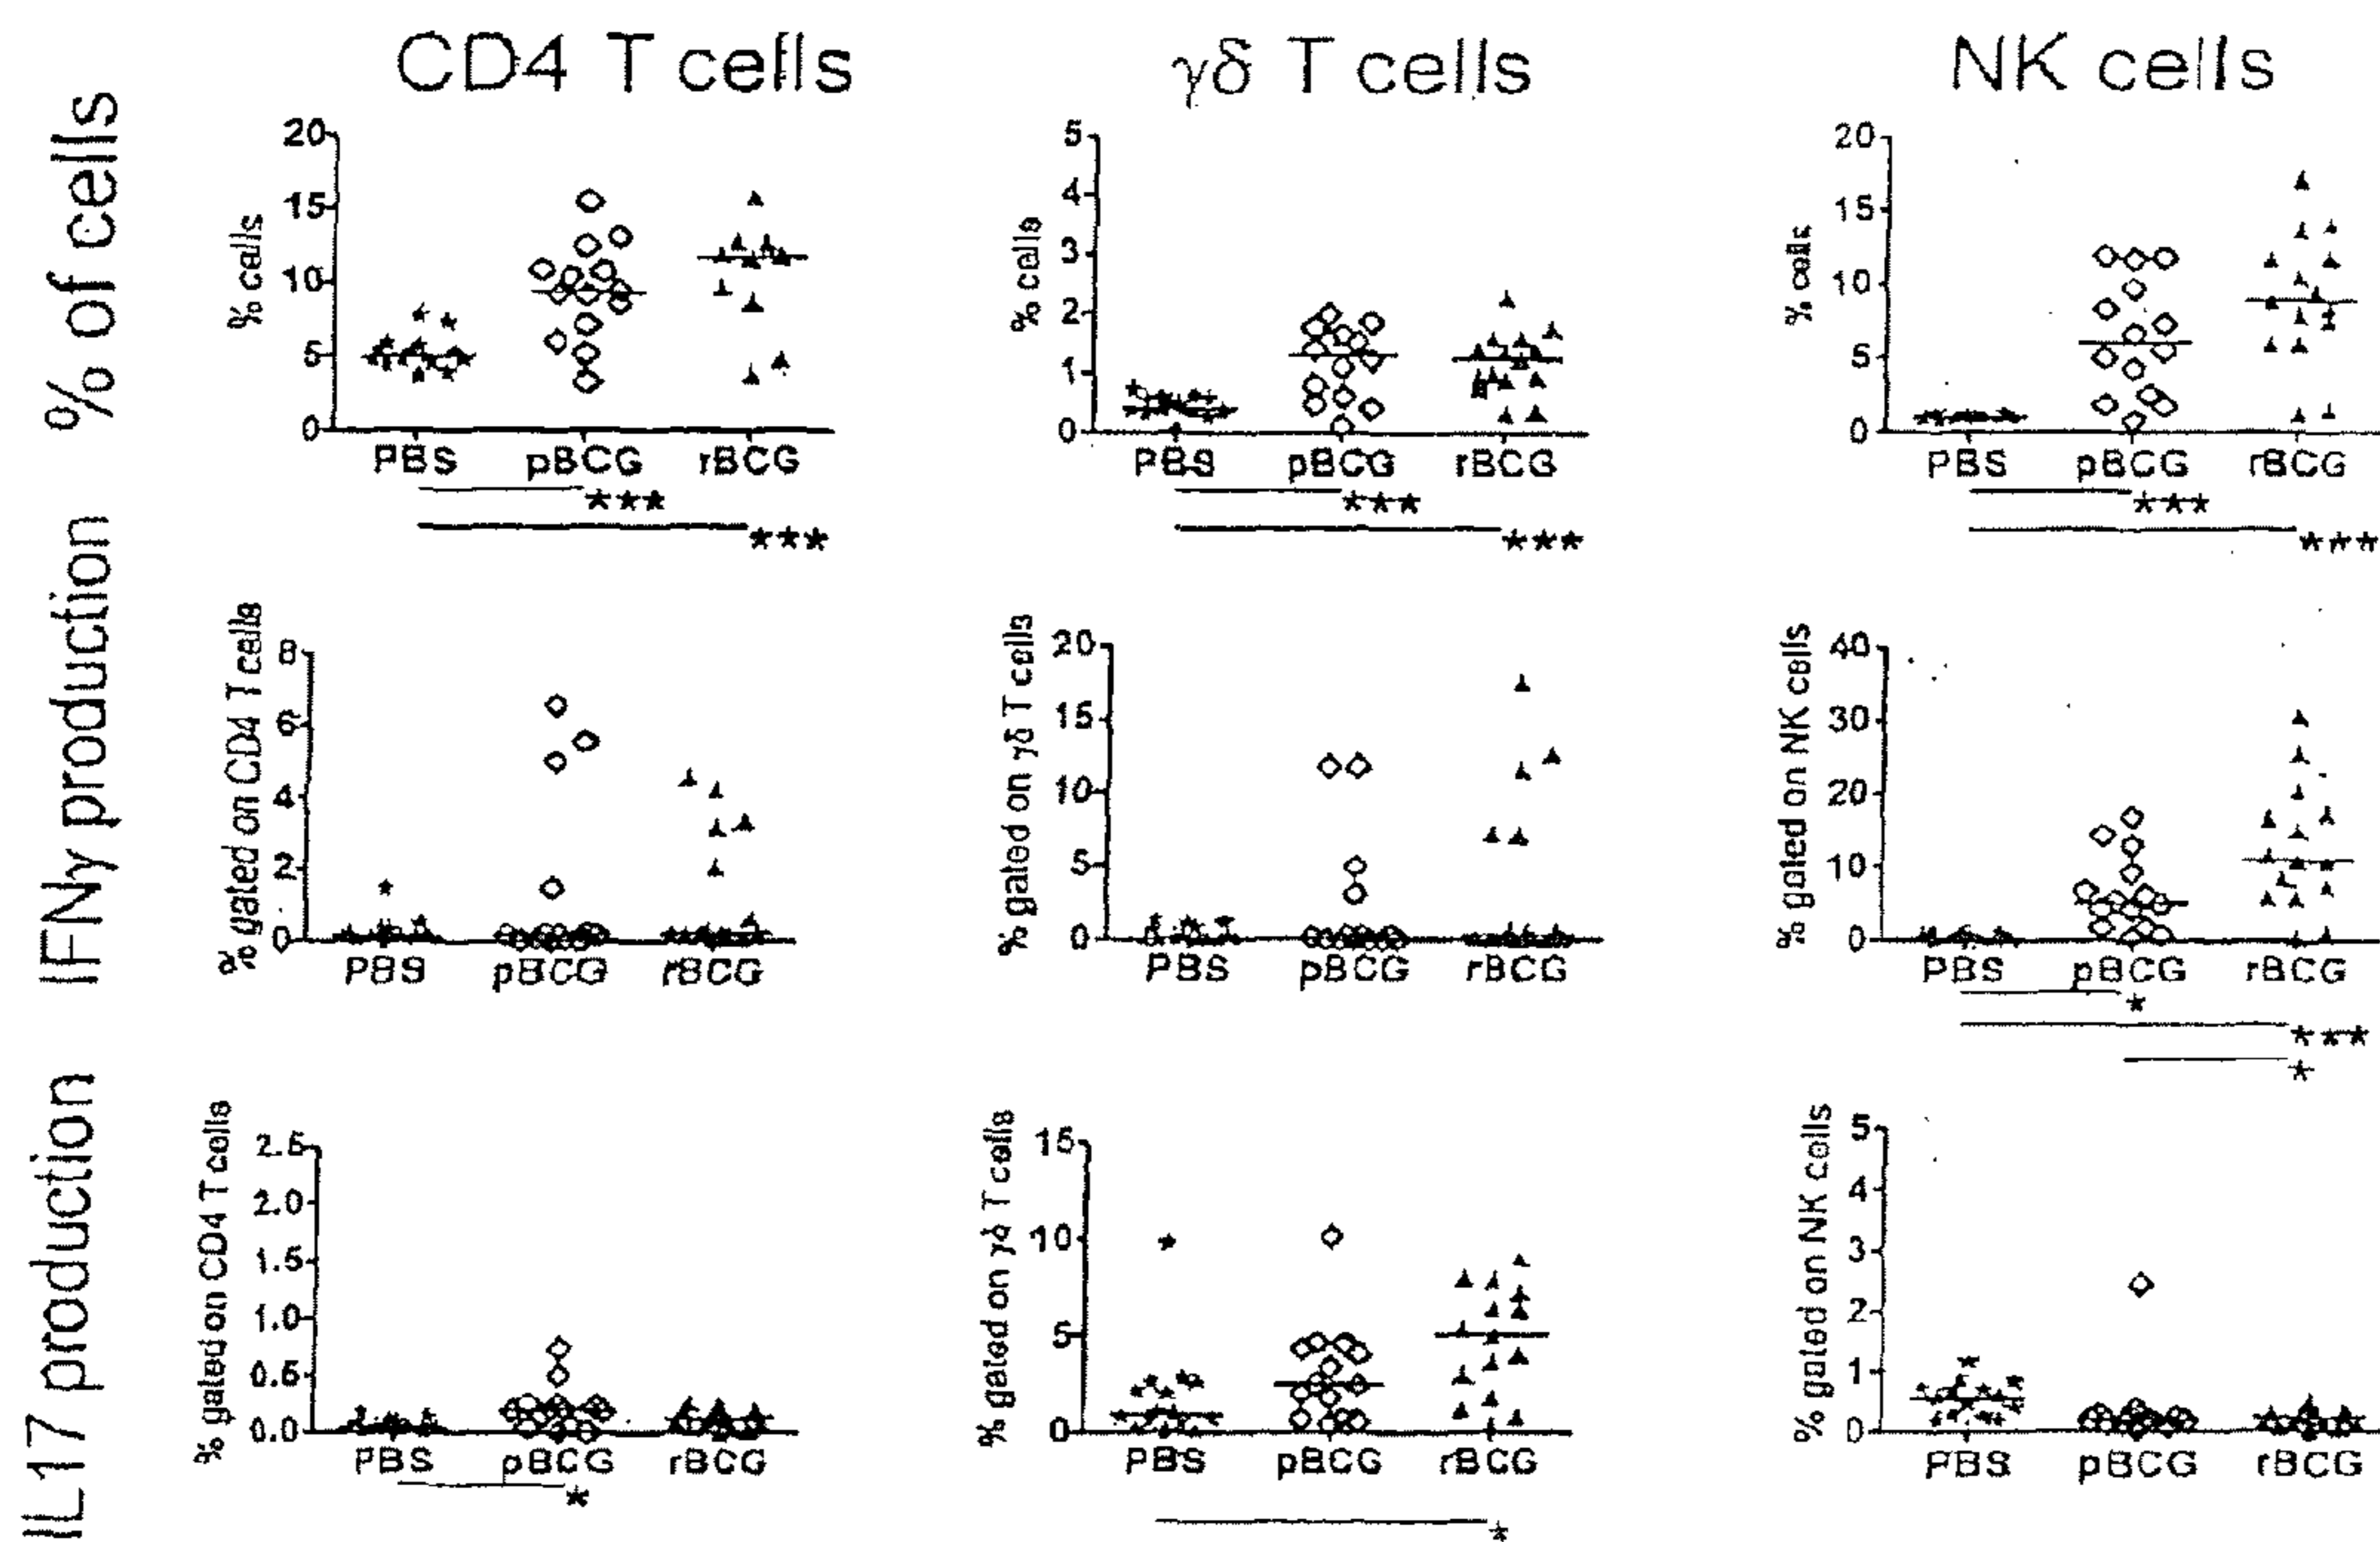 CD4 T cells
γδ T cells
NK cells
% of cells
% cells
20
15
10
5
0
PBS pBCG rBCG
***
***
% cells
5
4
3
2
1
0
PBS pBCG rBCG
***
***
% cells
20
15
10
5
0
PBS pBCG rBCG
***
***
IFNγ production
% gated on CD4 T cells
8
6
4
2
0
PBS pBCG rBCG
% gated on γδ T cells
20
15
10
5
0
PBS pBCG rBCG
% gated on NK cells
40
30
20
10
0
PBS pBCG rBCG
*
***
*
IL17 production
% gated on CD4 T cells
2.5
2.0
1.5
1.0
0.5
0.0
PBS pBCG rBCG
*
% gated on γδ T cells
15
10
5
0
PBS pBCG rBCG
*
% gated on NK cells
5
4
3
2
1
0
PBS pBCG rBCG